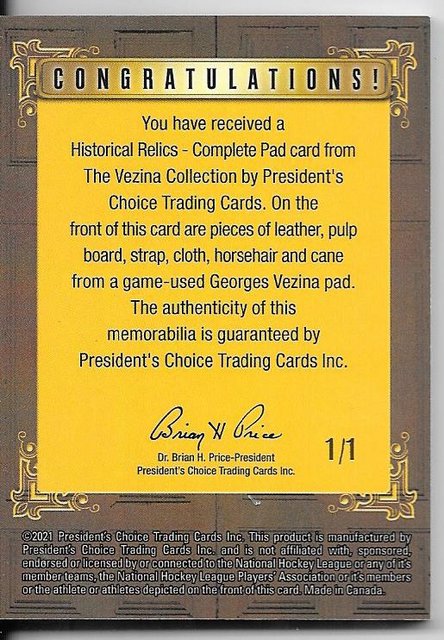 CONGRATULATIONS!
You have received a
Historical Relics - Complete Pad card from
The Vezina Collection by President's
Choice Trading Cards. On the
front of this card are pieces of leather, pulp
board, strap, cloth, horsehair and cane
from a game-used Georges Vezina pad.
The authenticity of this
memorabilia is guaranteed by
President's Choice Trading Cards Inc.
Brian H Price
Dr. Brian H. Price-President
President's Choice Trading Cards Inc.
1/1
©2021 President's Choice Trading Cards Inc. This product is manufactured by
President's Choice Trading Cards Inc. and is not affiliated with, sponsored,
endorsed or licensed by or connected to the National Hockey League or any of it's
member teams, the National Hockey League Players' Association or it's members
or the athlete or athletes depicted on the front of this card. Made in Canada.